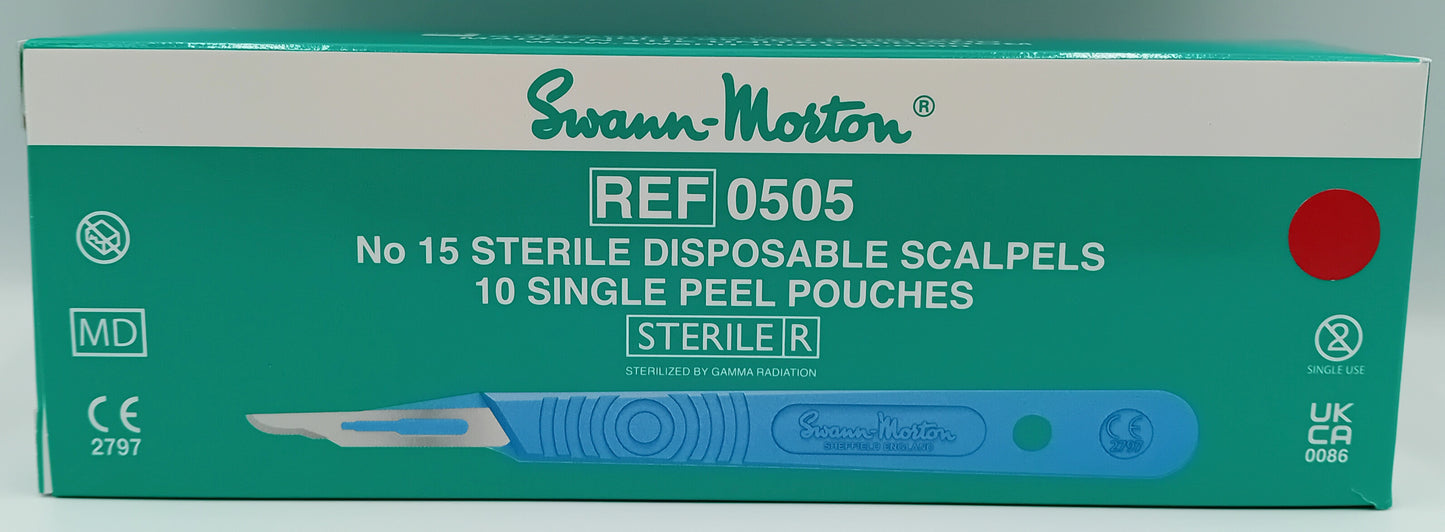 Swann-Morton®
REF 0505
No 15 STERILE DISPOSABLE SCALPELS
10 SINGLE PEEL POUCHES
STERILE R
STERILIZED BY GAMMA RADIATION
MD
CE
2797
Swann-Morton
SHEFFIELD ENGLAND
CE
2797
2
SINGLE USE
UK
CA
0086